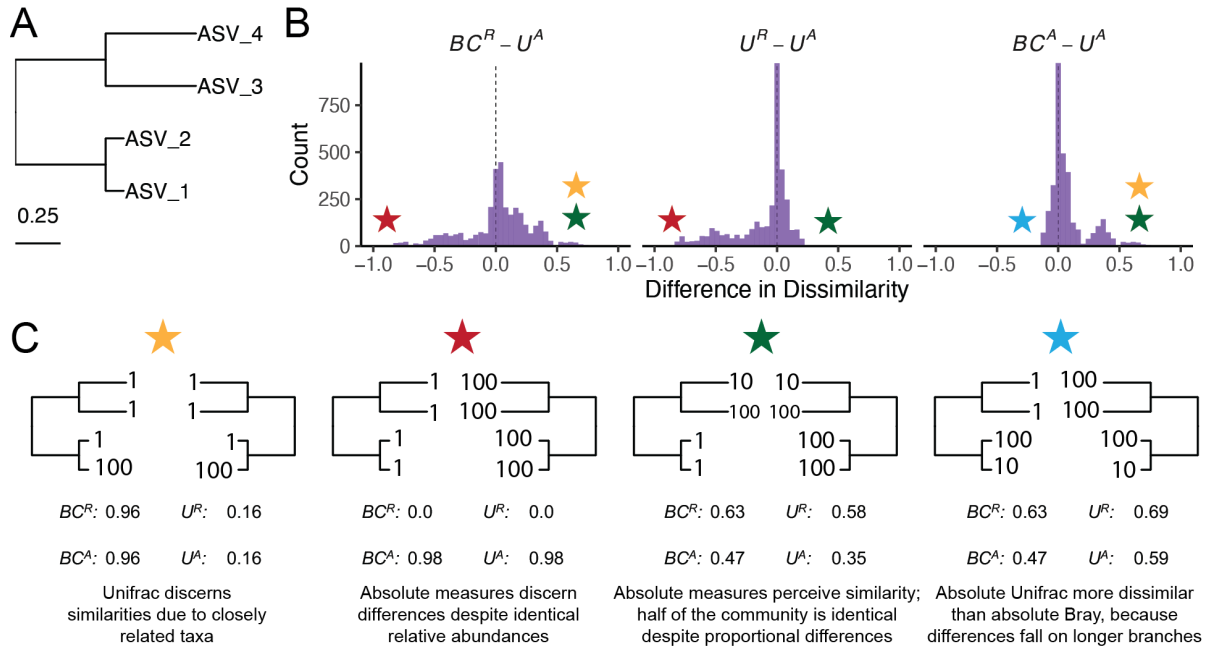 A
ASV_4
ASV_3
ASV_2
ASV_1
0.25
B
BC^R − U^A
U^R − U^A
BC^A − U^A
Count
750
500
250
0
−1.0 −0.5 0.0 0.5 1.0
−1.0 −0.5 0.0 0.5 1.0
−1.0 −0.5 0.0 0.5 1.0
Difference in Dissimilarity
C
1 1
1 1
1 1
100 100
BC^R: 0.96 U^R: 0.16
BC^A: 0.96 U^A: 0.16
Unifrac discerns
similarities due to closely
related taxa
1 100
1 100
1 100
1 100
BC^R: 0.0 U^R: 0.0
BC^A: 0.98 U^A: 0.98
Absolute measures discern
differences despite identical
relative abundances
10 10
100 100
1 100
1 100
BC^R: 0.63 U^R: 0.58
BC^A: 0.47 U^A: 0.35
Absolute measures perceive similarity;
half of the community is identical
despite proportional differences
1 100
1 100
100 100
10 10
BC^R: 0.63 U^R: 0.69
BC^A: 0.47 U^A: 0.59
Absolute Unifrac more dissimilar
than absolute Bray, because
differences fall on longer branches